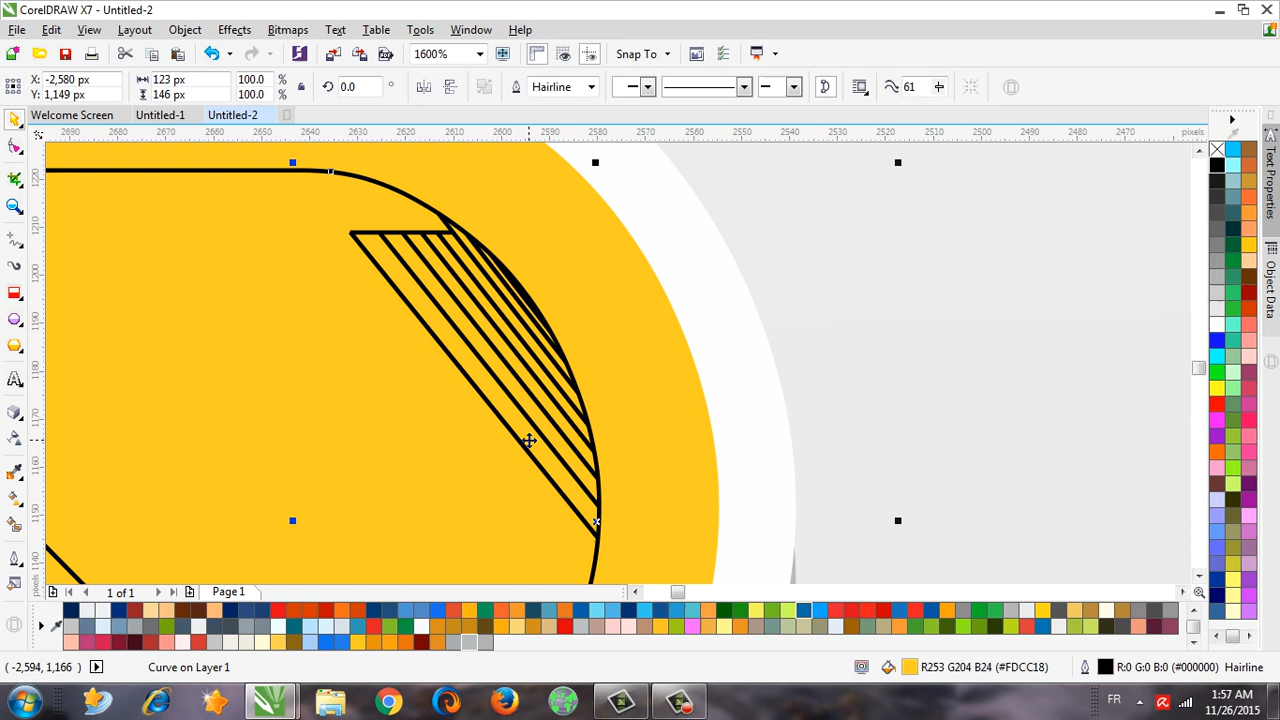 CorelDRAW X7 - Untitled-2
File Edit View Layout Object Effects Bitmaps Text Table Tools Window Help
1600% Snap To
X: -2,580 px 123 px 100.0 % 0.0 ° Hairline 61
Y: 1,149 px 146 px 100.0 %
Welcome Screen Untitled-1 Untitled-2
2690 2680 2670 2660 2650 2640 2630 2620 2610 2600 2590 2580 2570 2560 2550 2540 2530 2520 2510 2500 2490 2480 2470 pixels
1220
1210
1200
1190
1180
1170
1160
1150
1140
pixels
Text Properties
Object Data
1 of 1 Page 1
( -2,594, 1,166 ) Curve on Layer 1 R253 G204 B24 (#FDCC18) R:0 G:0 B:0 (#000000) Hairline
FR 1:57 AM
11/26/2015